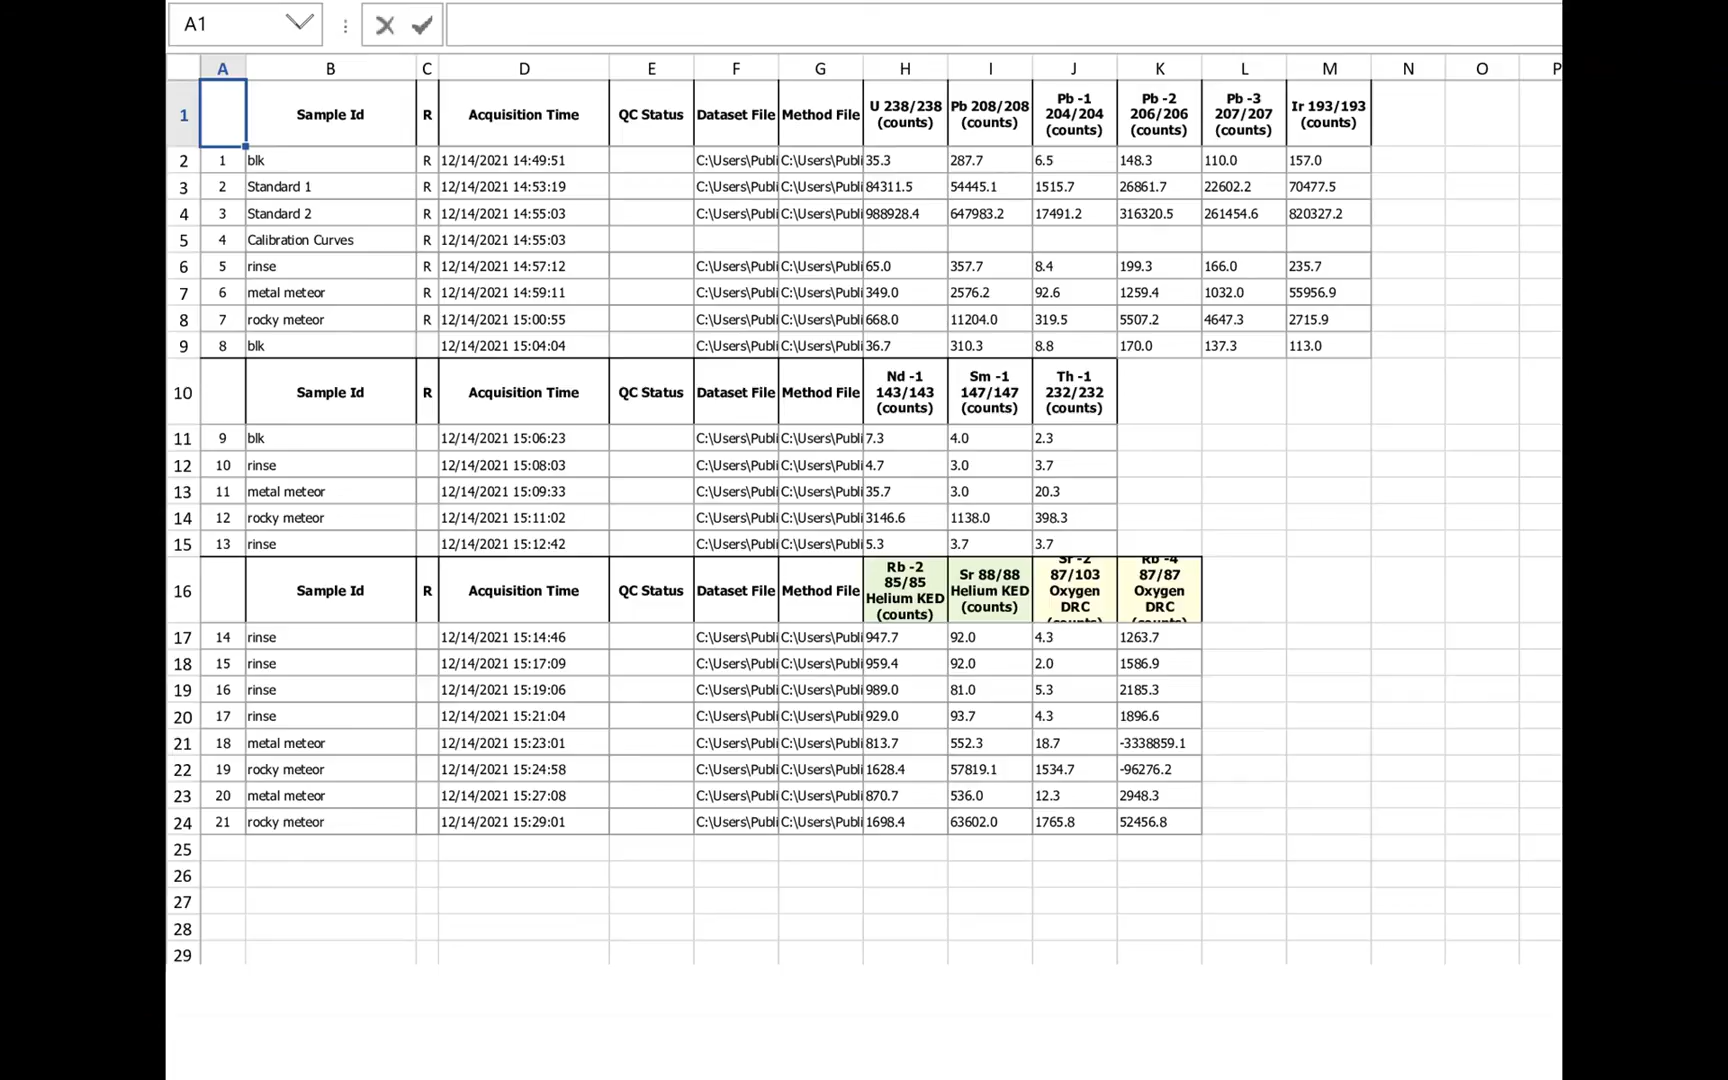 A1
A B C D E F G H I J K L M N O P
1 Sample Id R Acquisition Time QC Status Dataset File Method File U 238/238 (counts) Pb 208/208 (counts) Pb -1 204/204 (counts) Pb -2 206/206 (counts) Pb -3 207/207 (counts) Ir 193/193 (counts)
2 1 blk R 12/14/2021 14:49:51 C:\Users\Publi C:\Users\Publi 35.3 287.7 6.5 148.3 110.0 157.0
3 2 Standard 1 R 12/14/2021 14:53:19 C:\Users\Publi C:\Users\Publi 84311.5 54445.1 1515.7 26861.7 22602.2 70477.5
4 3 Standard 2 R 12/14/2021 14:55:03 C:\Users\Publi C:\Users\Publi 988928.4 647983.2 17491.2 316320.5 261454.6 820327.2
5 4 Calibration Curves R 12/14/2021 14:55:03
6 5 rinse R 12/14/2021 14:57:12 C:\Users\Publi C:\Users\Publi 65.0 357.7 8.4 199.3 166.0 235.7
7 6 metal meteor R 12/14/2021 14:59:11 C:\Users\Publi C:\Users\Publi 349.0 2576.2 92.6 1259.4 1032.0 55956.9
8 7 rocky meteor R 12/14/2021 15:00:55 C:\Users\Publi C:\Users\Publi 668.0 11204.0 319.5 5507.2 4647.3 2715.9
9 8 blk 12/14/2021 15:04:04 C:\Users\Publi C:\Users\Publi 36.7 310.3 8.8 170.0 137.3 113.0
10 Sample Id R Acquisition Time QC Status Dataset File Method File Nd -1 143/143 (counts) Sm -1 147/147 (counts) Th -1 232/232 (counts)
11 9 blk 12/14/2021 15:06:23 C:\Users\Publi C:\Users\Publi 7.3 4.0 2.3
12 10 rinse 12/14/2021 15:08:03 C:\Users\Publi C:\Users\Publi 4.7 3.0 3.7
13 11 metal meteor 12/14/2021 15:09:33 C:\Users\Publi C:\Users\Publi 35.7 3.0 20.3
14 12 rocky meteor 12/14/2021 15:11:02 C:\Users\Publi C:\Users\Publi 3146.6 1138.0 398.3
15 13 rinse 12/14/2021 15:12:42 C:\Users\Publi C:\Users\Publi 5.3 3.7 3.7
16 Sample Id R Acquisition Time QC Status Dataset File Method File Rb -2 85/85 Helium KED (counts) Sr 88/88 Helium KED (counts) Sr -2 87/103 Oxygen DRC (counts) Rb -4 87/87 Oxygen DRC (counts)
17 14 rinse 12/14/2021 15:14:46 C:\Users\Publi C:\Users\Publi 947.7 92.0 4.3 1263.7
18 15 rinse 12/14/2021 15:17:09 C:\Users\Publi C:\Users\Publi 959.4 92.0 2.0 1586.9
19 16 rinse 12/14/2021 15:19:06 C:\Users\Publi C:\Users\Publi 989.0 81.0 5.3 2185.3
20 17 rinse 12/14/2021 15:21:04 C:\Users\Publi C:\Users\Publi 929.0 93.7 4.3 1896.6
21 18 metal meteor 12/14/2021 15:23:01 C:\Users\Publi C:\Users\Publi 813.7 552.3 18.7 -3338859.1
22 19 rocky meteor 12/14/2021 15:24:58 C:\Users\Publi C:\Users\Publi 1628.4 57819.1 1534.7 -96276.2
23 20 metal meteor 12/14/2021 15:27:08 C:\Users\Publi C:\Users\Publi 870.7 536.0 12.3 2948.3
24 21 rocky meteor 12/14/2021 15:29:01 C:\Users\Publi C:\Users\Publi 1698.4 63602.0 1765.8 52456.8
25
26
27
28
29